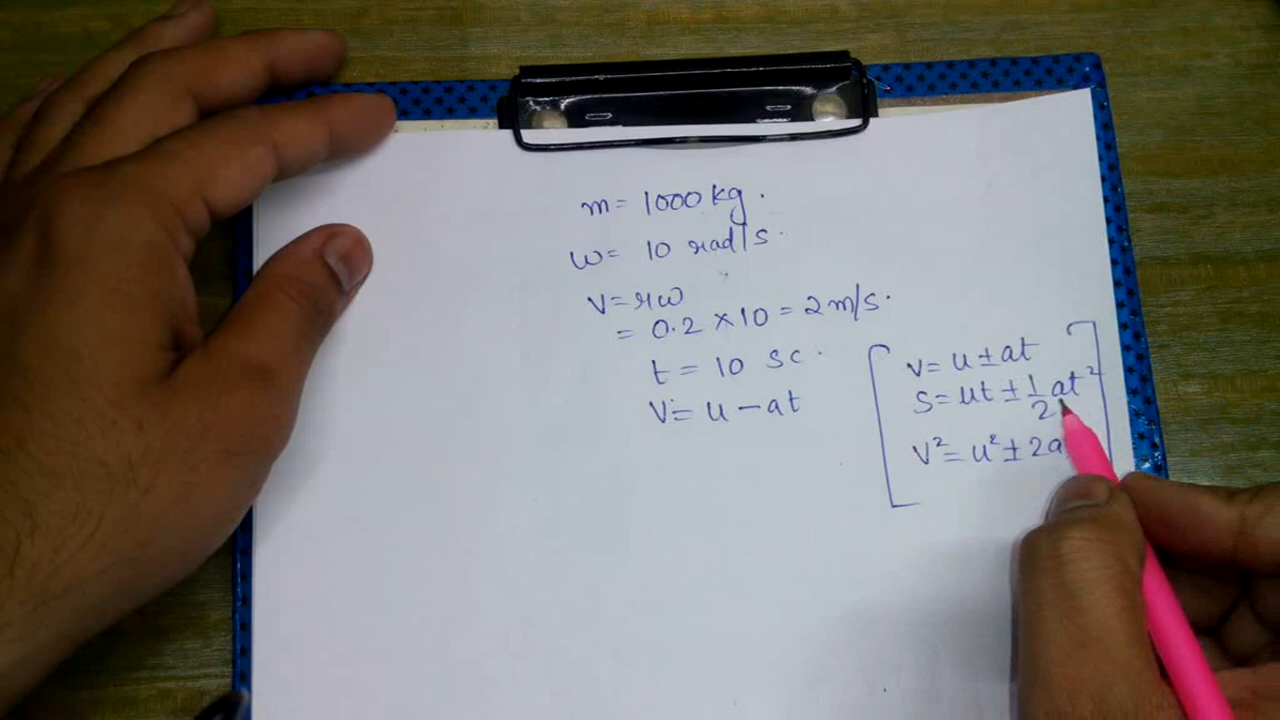 m = 1000 kg.
ω = 10 rad/s.
v = rω
= 0.2 × 10 = 2 m/s.
t = 10 sc.
v = u - at
v = u ± at
s = ut ± 1/2 at²
v² = u² ± 2a